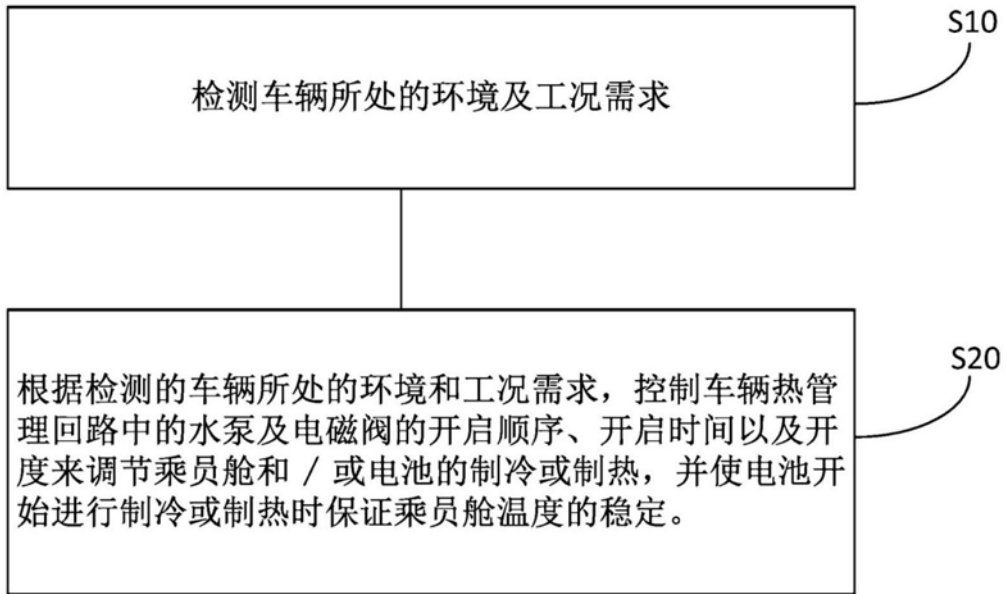 S10
检测车辆所处的环境及工况需求
S20
根据检测的车辆所处的环境和工况需求，控制车辆热管
理回路中的水泵及电磁阀的开启顺序、开启时间以及开
度来调节乘员舱和 / 或电池的制冷或制热，并使电池开
始进行制冷或制热时保证乘员舱温度的稳定。